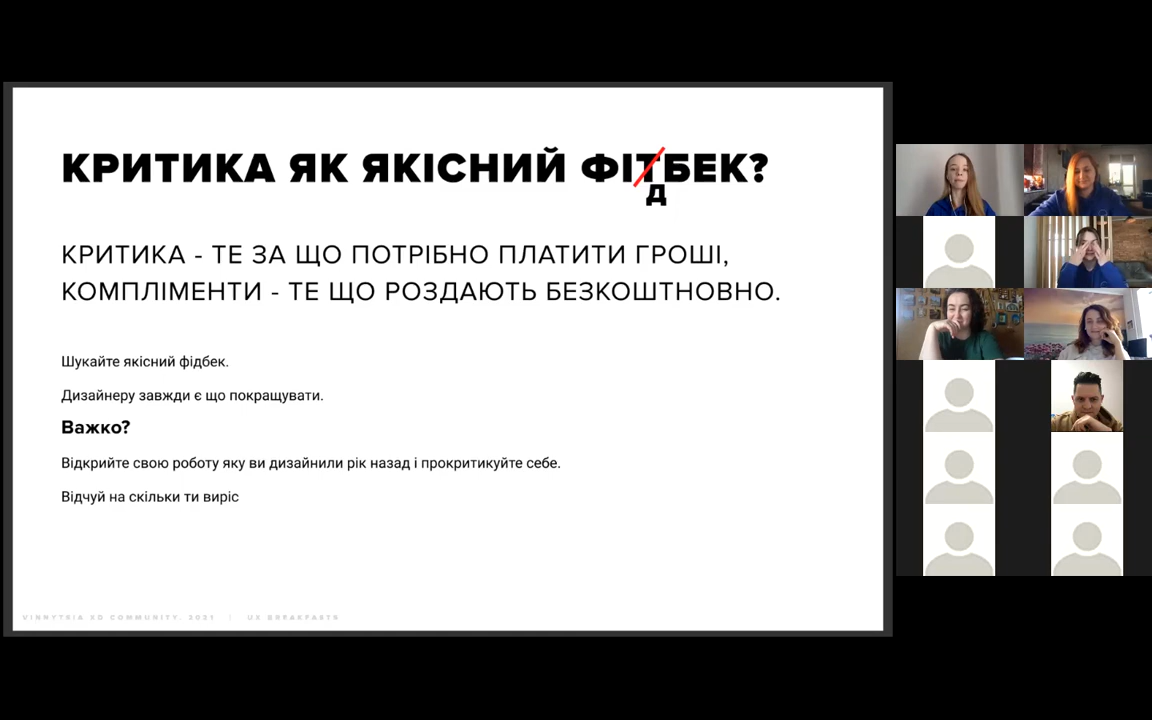 КРИТИКА ЯК ЯКІСНИЙ ФІТБЕК?
Д
КРИТИКА - ТЕ ЗА ЩО ПОТРІБНО ПЛАТИТИ ГРОШІ,
КОМПЛІМЕНТИ - ТЕ ЩО РОЗДАЮТЬ БЕЗКОШТНОВНО.
Шукайте якісний фідбек.
Дизайнеру завжди є що покращувати.
Важко?
Відкрийте свою роботу яку ви дизайнили рік назад і прокритикуйте себе.
Відчуй на скільки ти виріс
VINNYTSIA XD COMMUNITY. 2021 | UX BREAKFASTS